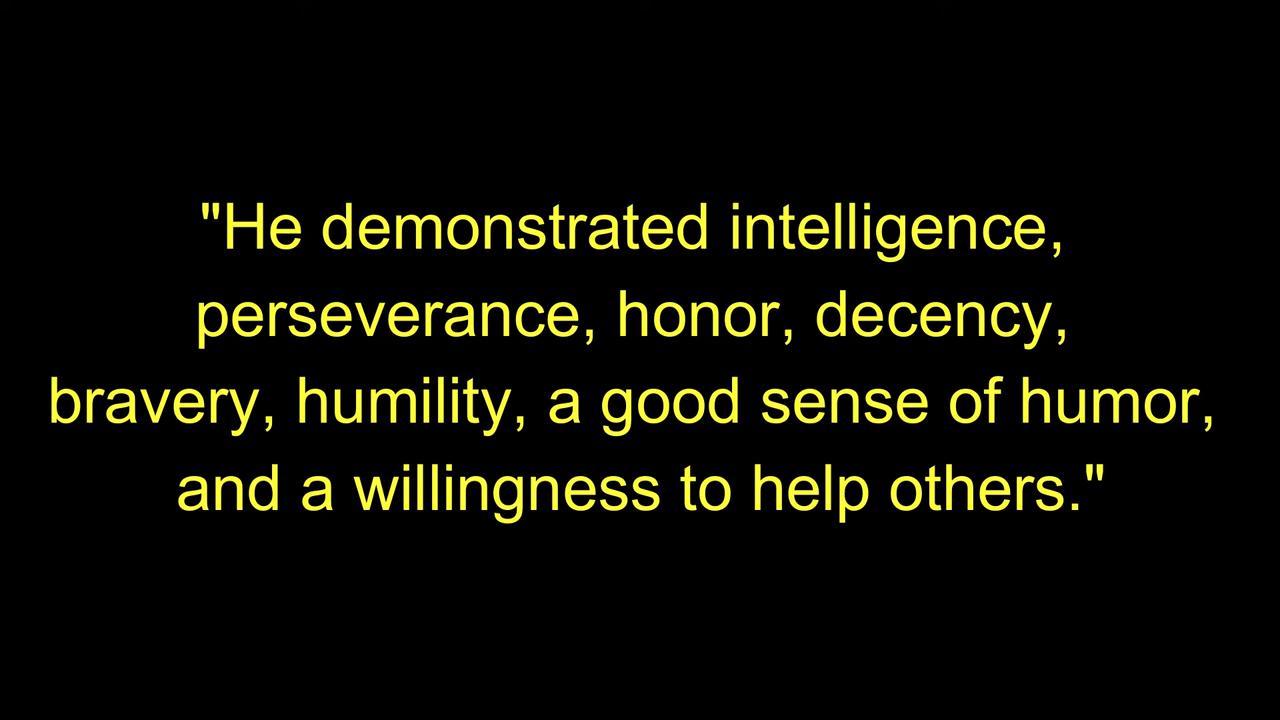 "He demonstrated intelligence,
perseverance, honor, decency,
bravery, humility, a good sense of humor,
and a willingness to help others."